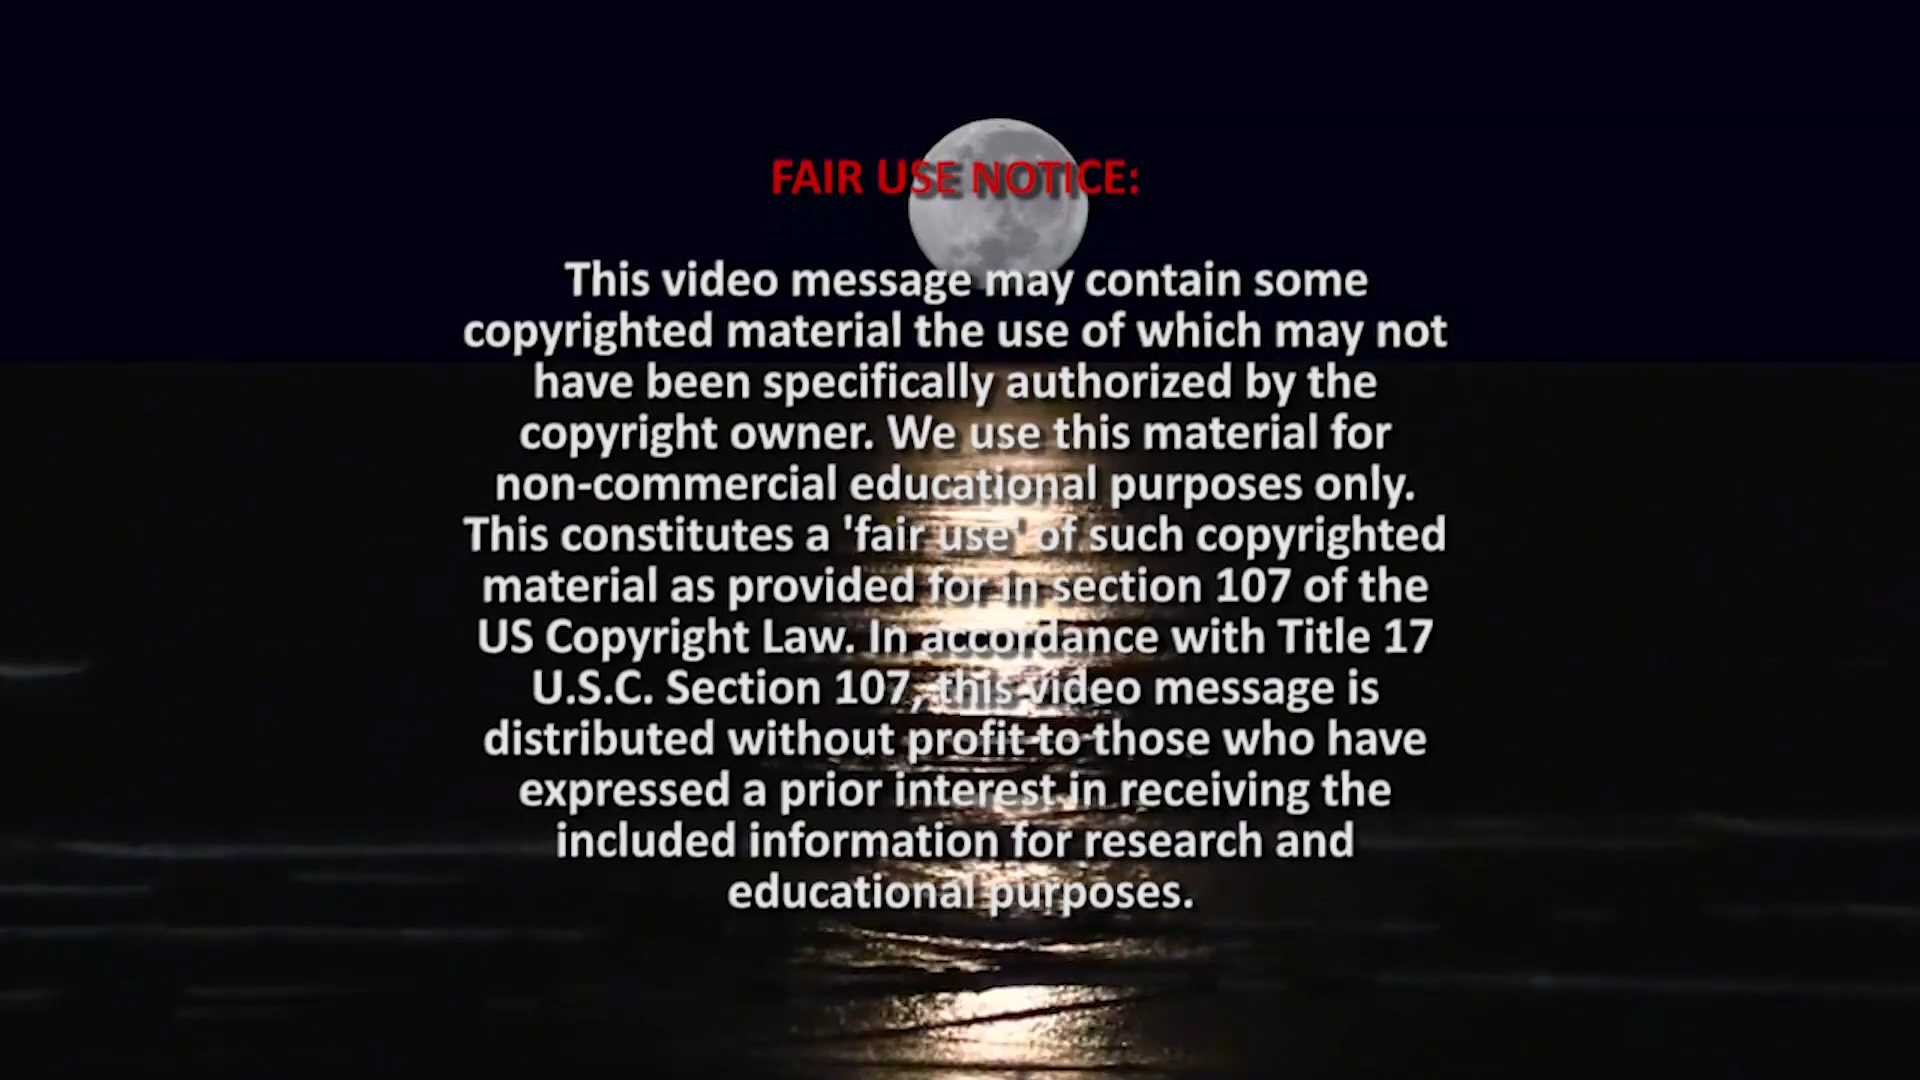 FAIR USE NOTICE:
This video message may contain some
copyrighted material the use of which may not
have been specifically authorized by the
copyright owner. We use this material for
non-commercial educational purposes only.
This constitutes a 'fair use' of such copyrighted
material as provided for in section 107 of the
US Copyright Law. In accordance with Title 17
U.S.C. Section 107, this video message is
distributed without profit to those who have
expressed a prior interest in receiving the
included information for research and
educational purposes.